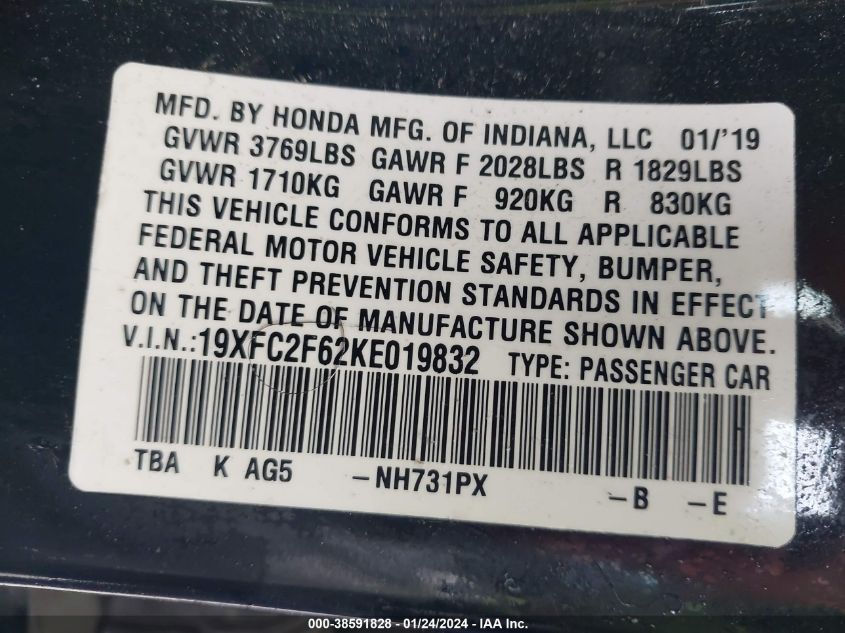 MFD. BY HONDA MFG. OF INDIANA, LLC 01/'19
GVWR 3769LBS GAWR F 2028LBS R 1829LBS
GVWR 1710KG GAWR F 920KG R 830KG
THIS VEHICLE CONFORMS TO ALL APPLICABLE
FEDERAL MOTOR VEHICLE SAFETY, BUMPER,
AND THEFT PREVENTION STANDARDS IN EFFECT
ON THE DATE OF MANUFACTURE SHOWN ABOVE.
V.I.N.:19XFC2F62KE019832 TYPE: PASSENGER CAR
TBA K AG5 -NH731PX -B -E
000-38591828 - 01/24/2024 - IAA Inc.